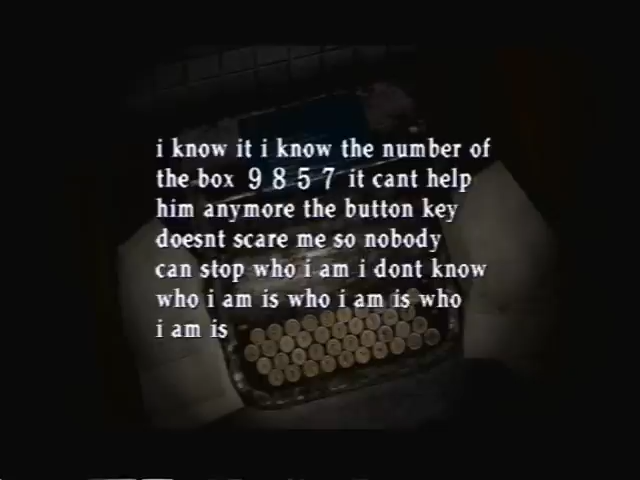 i know it i know the number of
the box 9 8 5 7 it cant help
him anymore the button key
doesnt scare me so nobody
can stop who i am i dont know
who i am is who i am is who
i am is